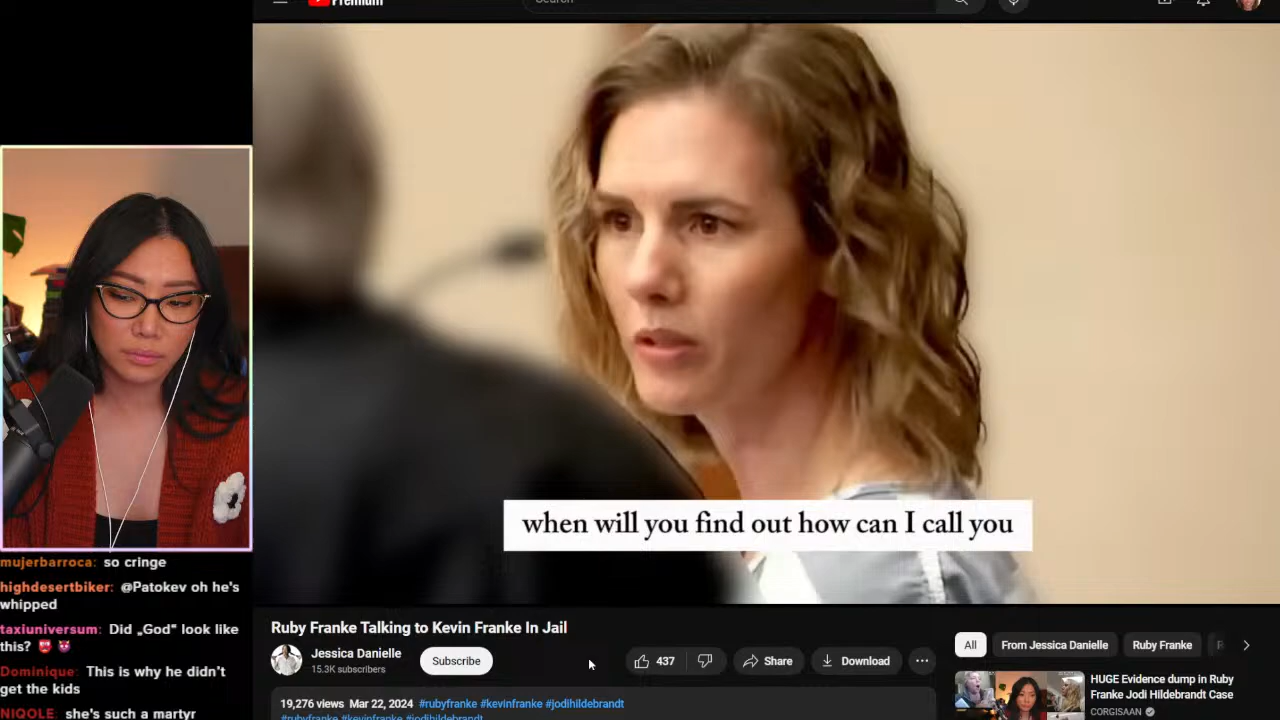 Premium
Search
when will you find out how can I call you
mujerbarroca: so cringe
highdesertbiker: @Patokev oh he's
whipped
taxiuniversum: Did „God“ look like
this?
Dominique: This is why he didn't
get the kids
NIQOLE: she's such a martyr
Ruby Franke Talking to Kevin Franke In Jail
Jessica Danielle
15.3K subscribers
Subscribe
437
Share
Download
19,276 views Mar 22, 2024 #rubyfranke #kevinfranke #jodihildebrandt
#rubyfranke #kevinfranke #jodihildebrandt
All
From Jessica Danielle
Ruby Franke
R
HUGE Evidence dump in Ruby
Franke Jodi Hildebrandt Case
CORGISAAN